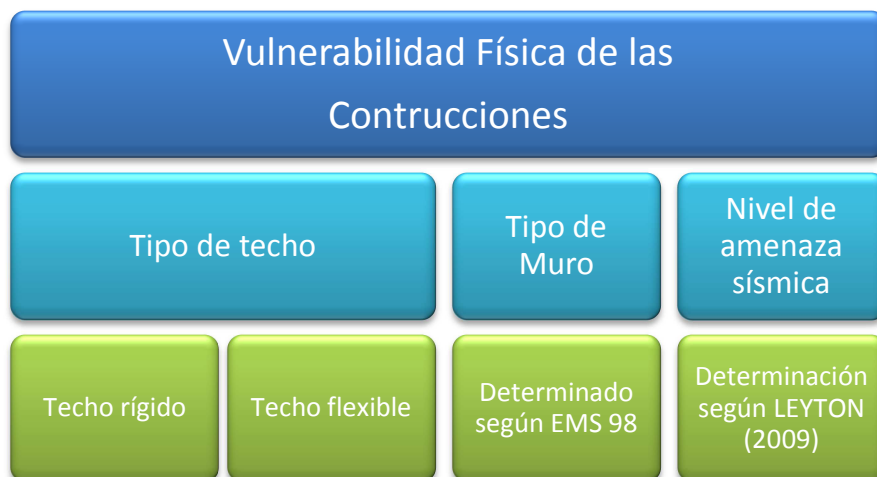 Vulnerabilidad Física de las
Contrucciones
Tipo de techo
Tipo de
Muro
Nivel de
amenaza
sísmica
Techo rígido
Techo flexible
Determinado
según EMS 98
Determinación
según LEYTON
(2009)